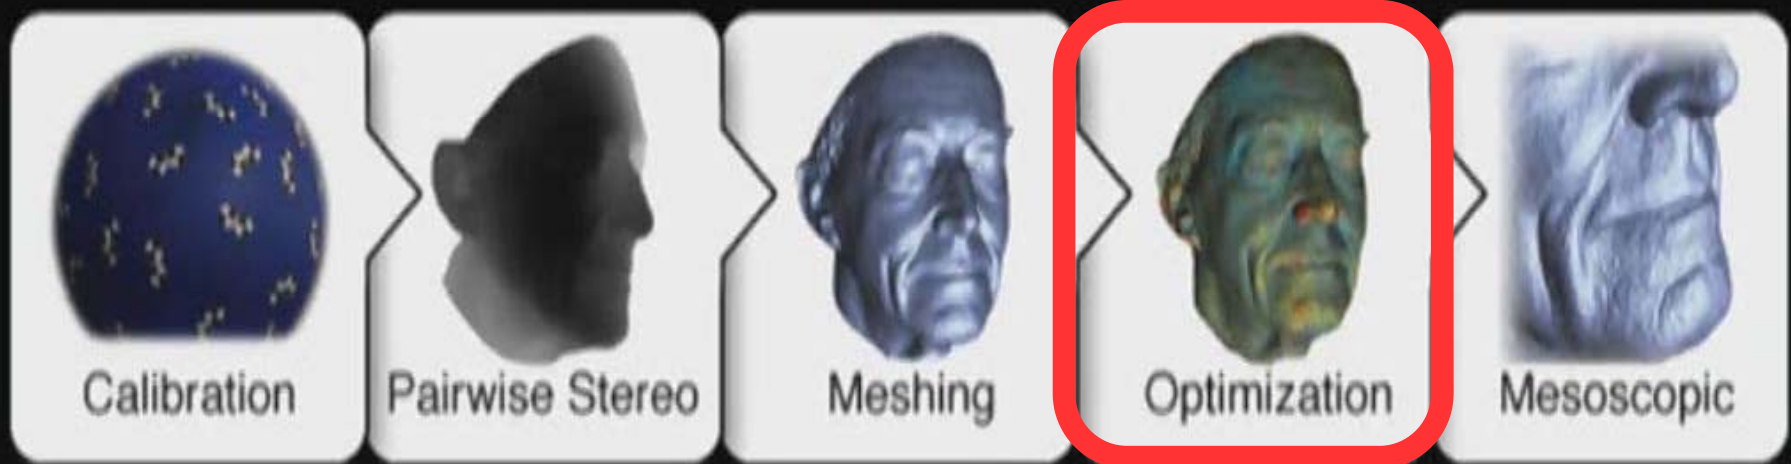 Calibration
Pairwise Stereo
Meshing
Optimization
Mesoscopic